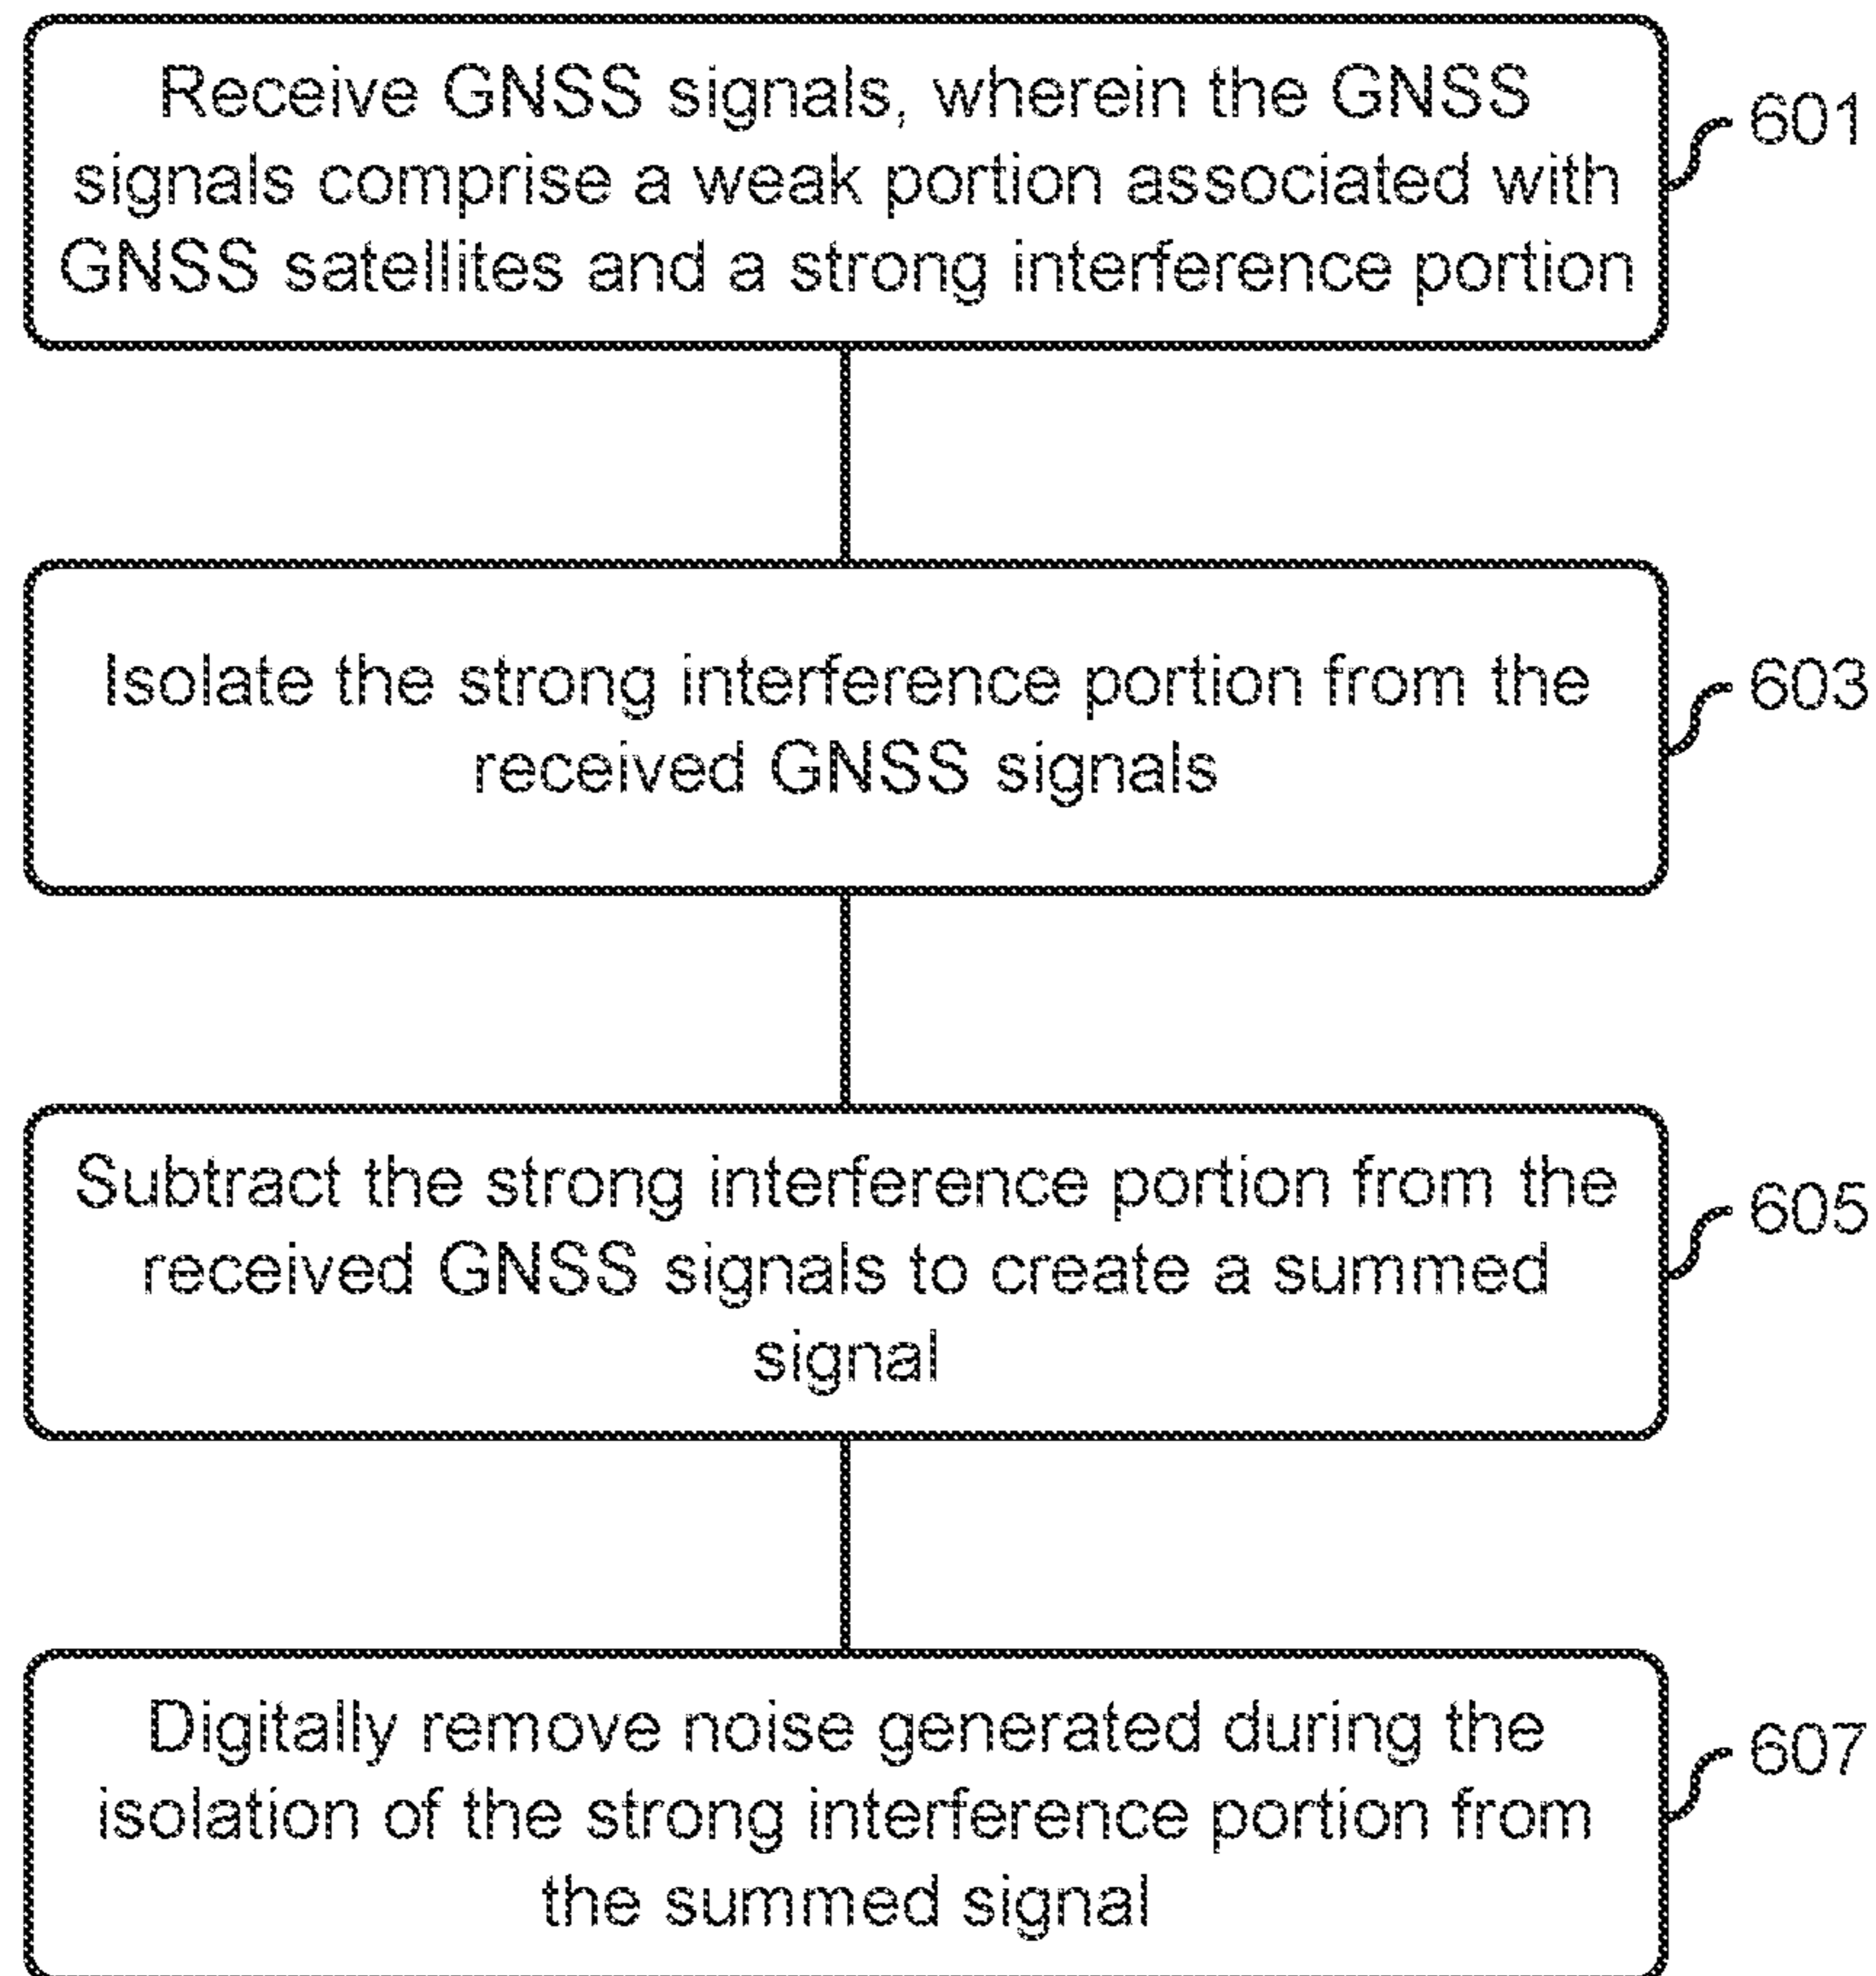 Receive GNSS signals, wherein the GNSS
signals comprise a weak portion associated with
GNSS satellites and a strong interference portion
601
Isolate the strong interference portion from the
received GNSS signals
603
Subtract the strong interference portion from the
received GNSS signals to create a summed
signal
605
Digitally remove noise generated during the
isolation of the strong interference portion from
the summed signal
607